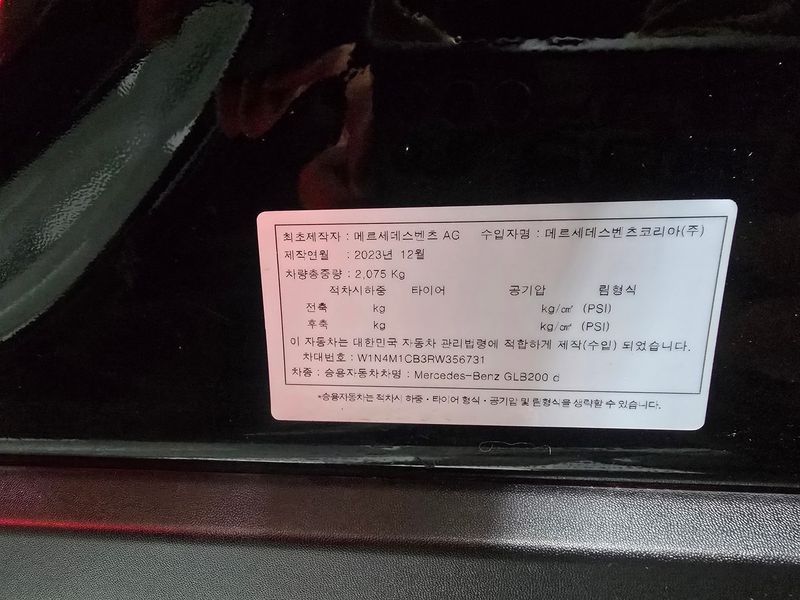 최초제작자 : 메르세데스벤츠 AG 수입자명 : 메르세데스벤츠코리아(주)
제작연월 : 2023년 12월
차량총중량 : 2,075 Kg
적차시하중 타이어 공기압 림형식
전축 kg kg/㎠ (PSI)
후축 kg kg/㎠ (PSI)
이 자동차는 대한민국 자동차 관리법령에 적합하게 제작(수입) 되었습니다.
차대번호 : W1N4M1CB3RW356731
차종 : 승용자동차차명 : Mercedes-Benz GLB200 d
*승용자동차는 적차시 하중·타이어 형식·공기압 및 림형식을 생략할 수 있습니다.